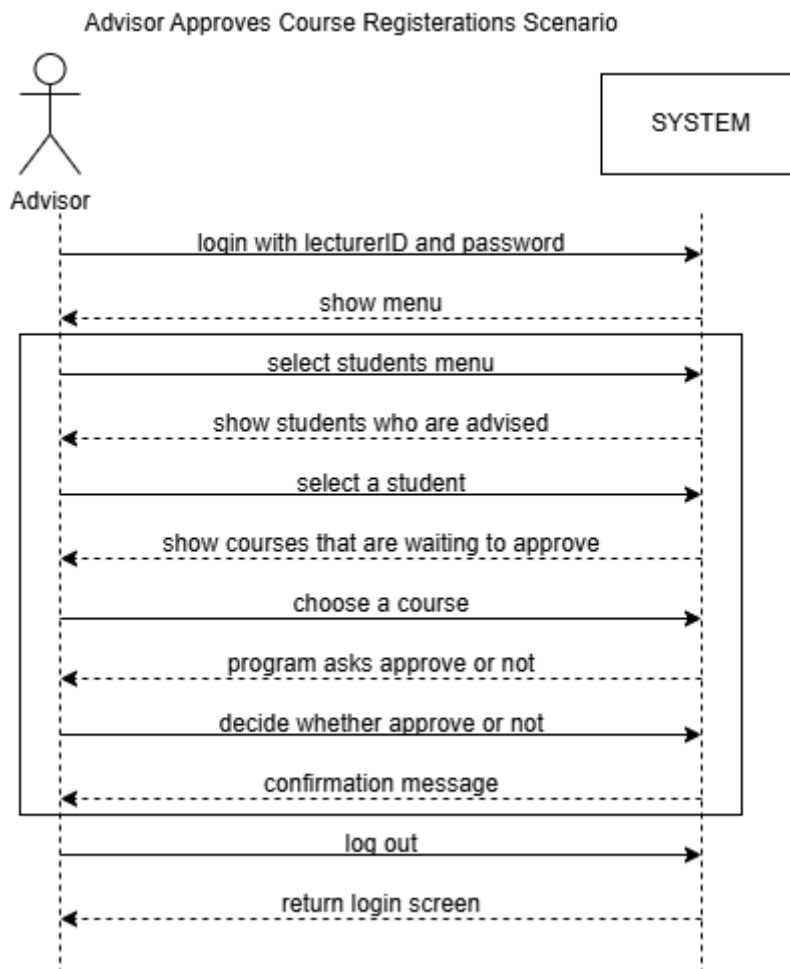 Advisor Approves Course Registerations Scenario
SYSTEM
Advisor
login with lecturerID and password
show menu
select students menu
show students who are advised
select a student
show courses that are waiting to approve
choose a course
program asks approve or not
decide whether approve or not
confirmation message
log out
return login screen